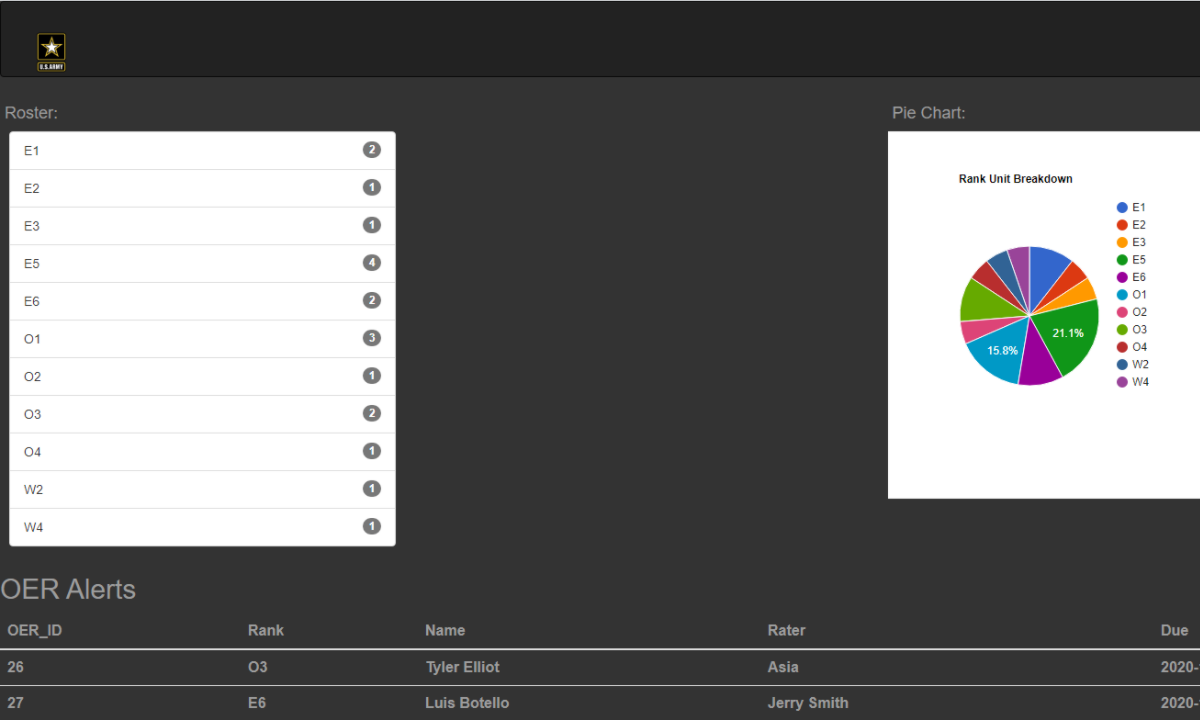 U.S.ARMY
Roster:
Pie Chart:
E1 2
E2 1
E3 1
E5 4
E6 2
O1 3
O2 1
O3 2
O4 1
W2 1
W4 1
Rank Unit Breakdown
21.1%
15.8%
E1
E2
E3
E5
E6
O1
O2
O3
O4
W2
W4
OER Alerts
OER_ID Rank Name Rater Due
26 O3 Tyler Elliot Asia 2020-
27 E6 Luis Botello Jerry Smith 2020-